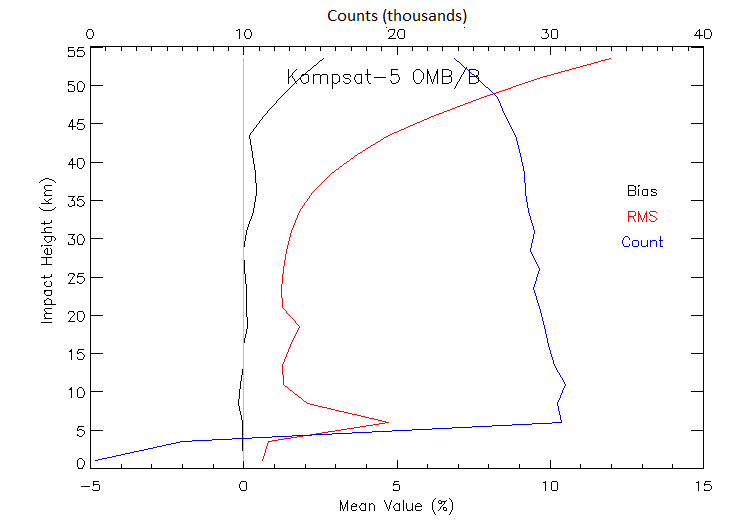 Counts (thousands)
0 10 20 30 40
Kompsat-5 OMB/B
55
50
45
40
35
30
25
20
15
10
5
0
Impact Height (km)
Bias
RMS
Count
-5 0 5 10 15
Mean Value (%)